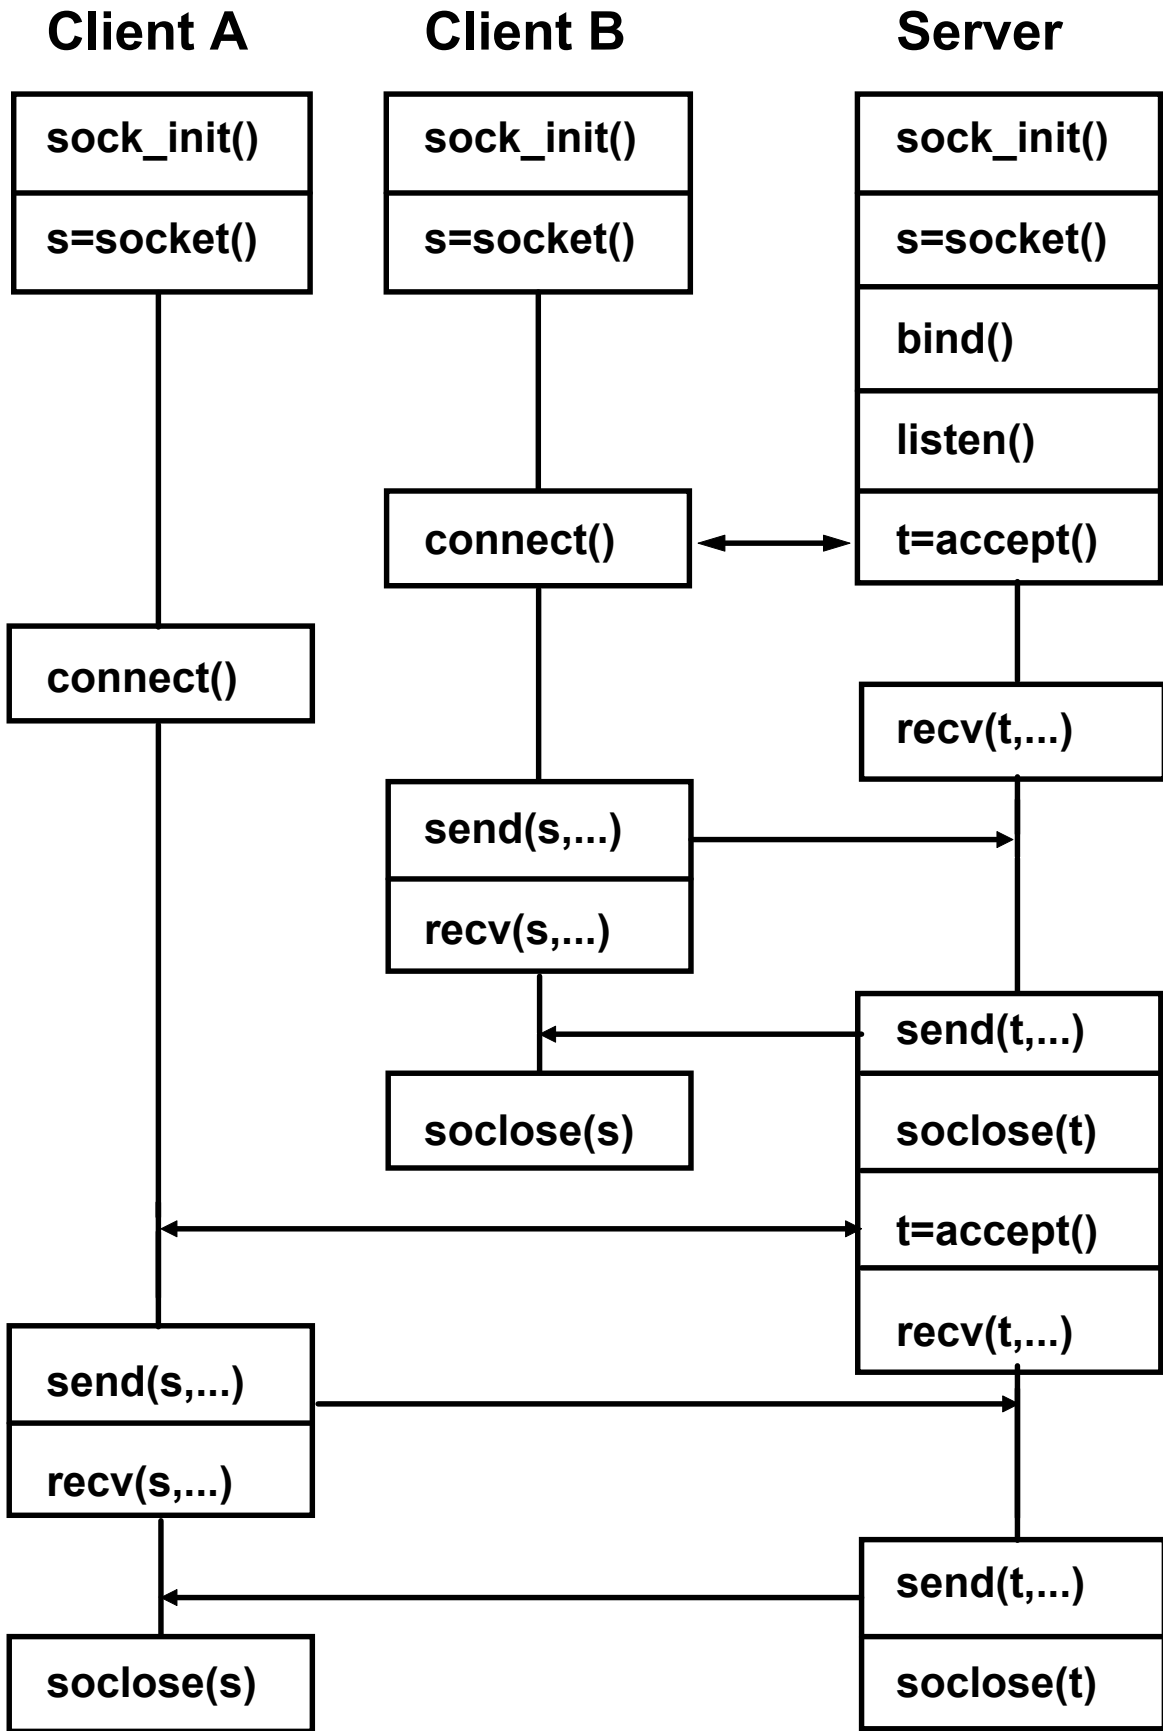 Client A
Client B
Server
sock_init()
sock_init()
sock_init()
s=socket()
s=socket()
s=socket()
bind()
listen()
connect()
t=accept()
connect()
recv(t,...)
send(s,...)
recv(s,...)
send(t,...)
soclose(s)
soclose(t)
t=accept()
recv(t,...)
send(s,...)
recv(s,...)
send(t,...)
soclose(s)
soclose(t)